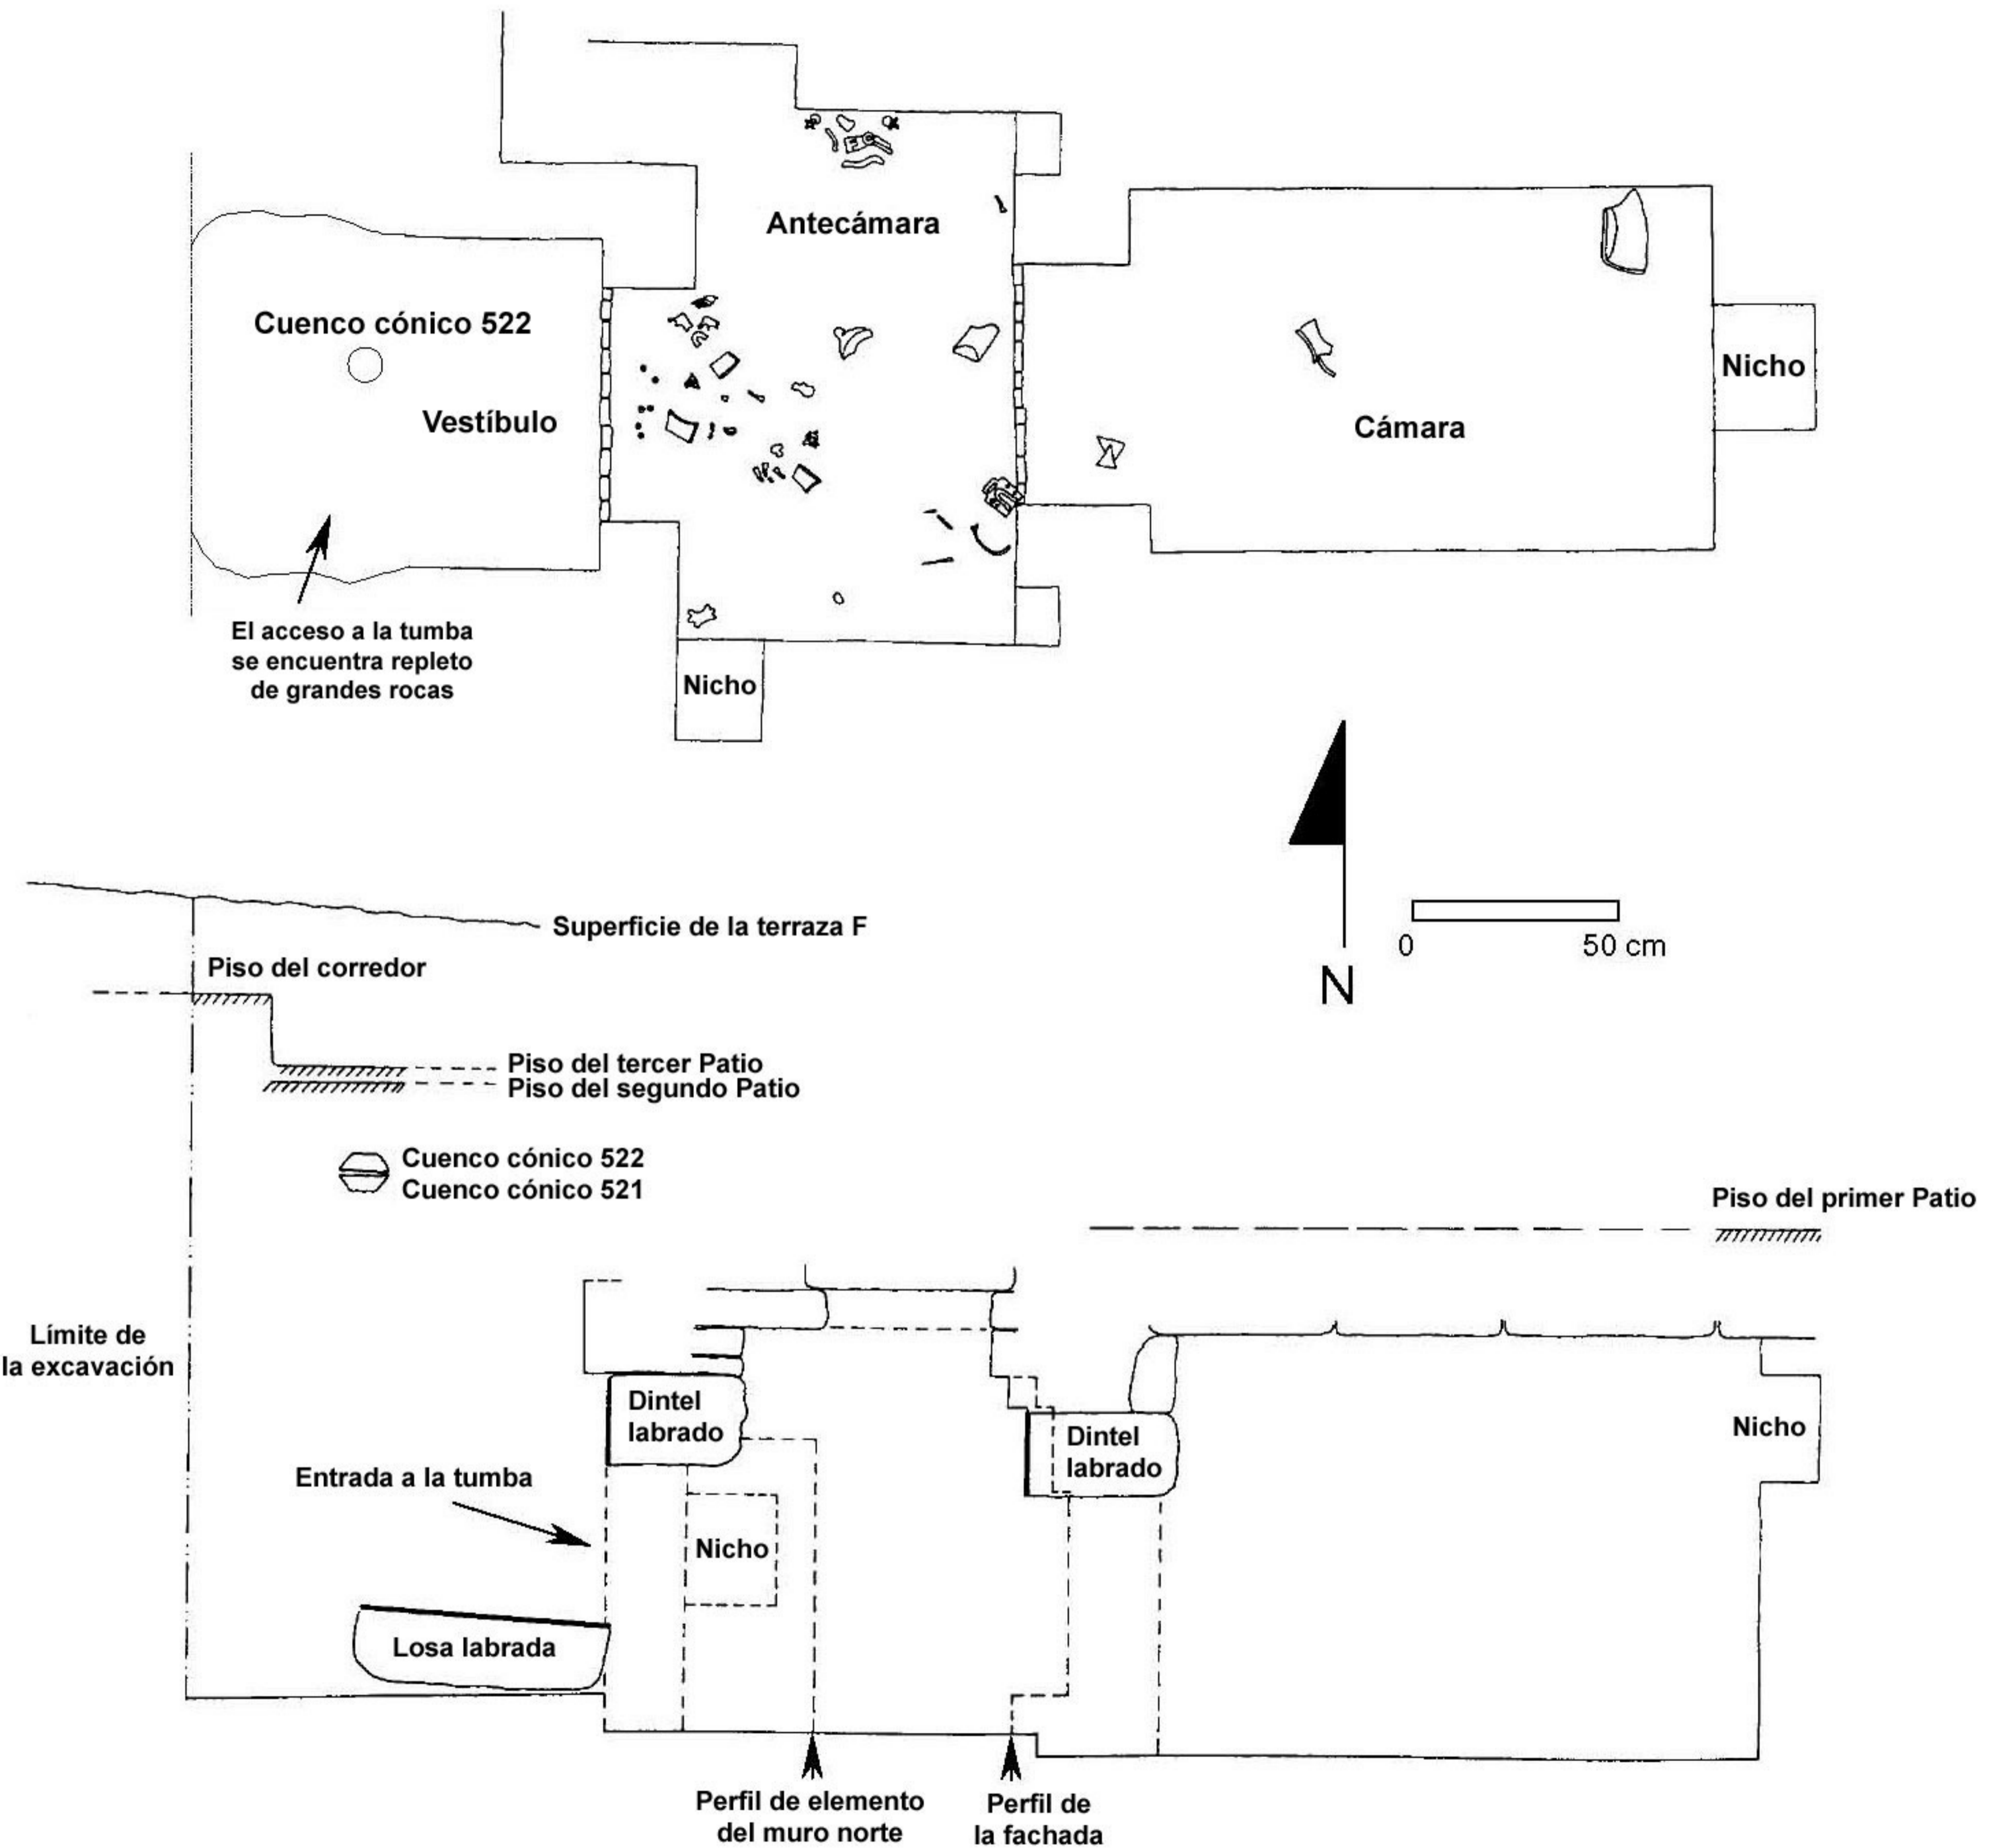 Antecámara
Cuenco cónico 522
Vestíbulo
Nicho
Cámara
El acceso a la tumba
se encuentra repleto
de grandes rocas
Nicho
Superficie de la terraza F
0 50 cm
N
Piso del corredor
Piso del tercer Patio
Piso del segundo Patio
Cuenco cónico 522
Cuenco cónico 521
Piso del primer Patio
Límite de
la excavación
Dintel
labrado
Dintel
labrado
Nicho
Entrada a la tumba
Nicho
Losa labrada
Perfil de elemento
del muro norte
Perfil de
la fachada